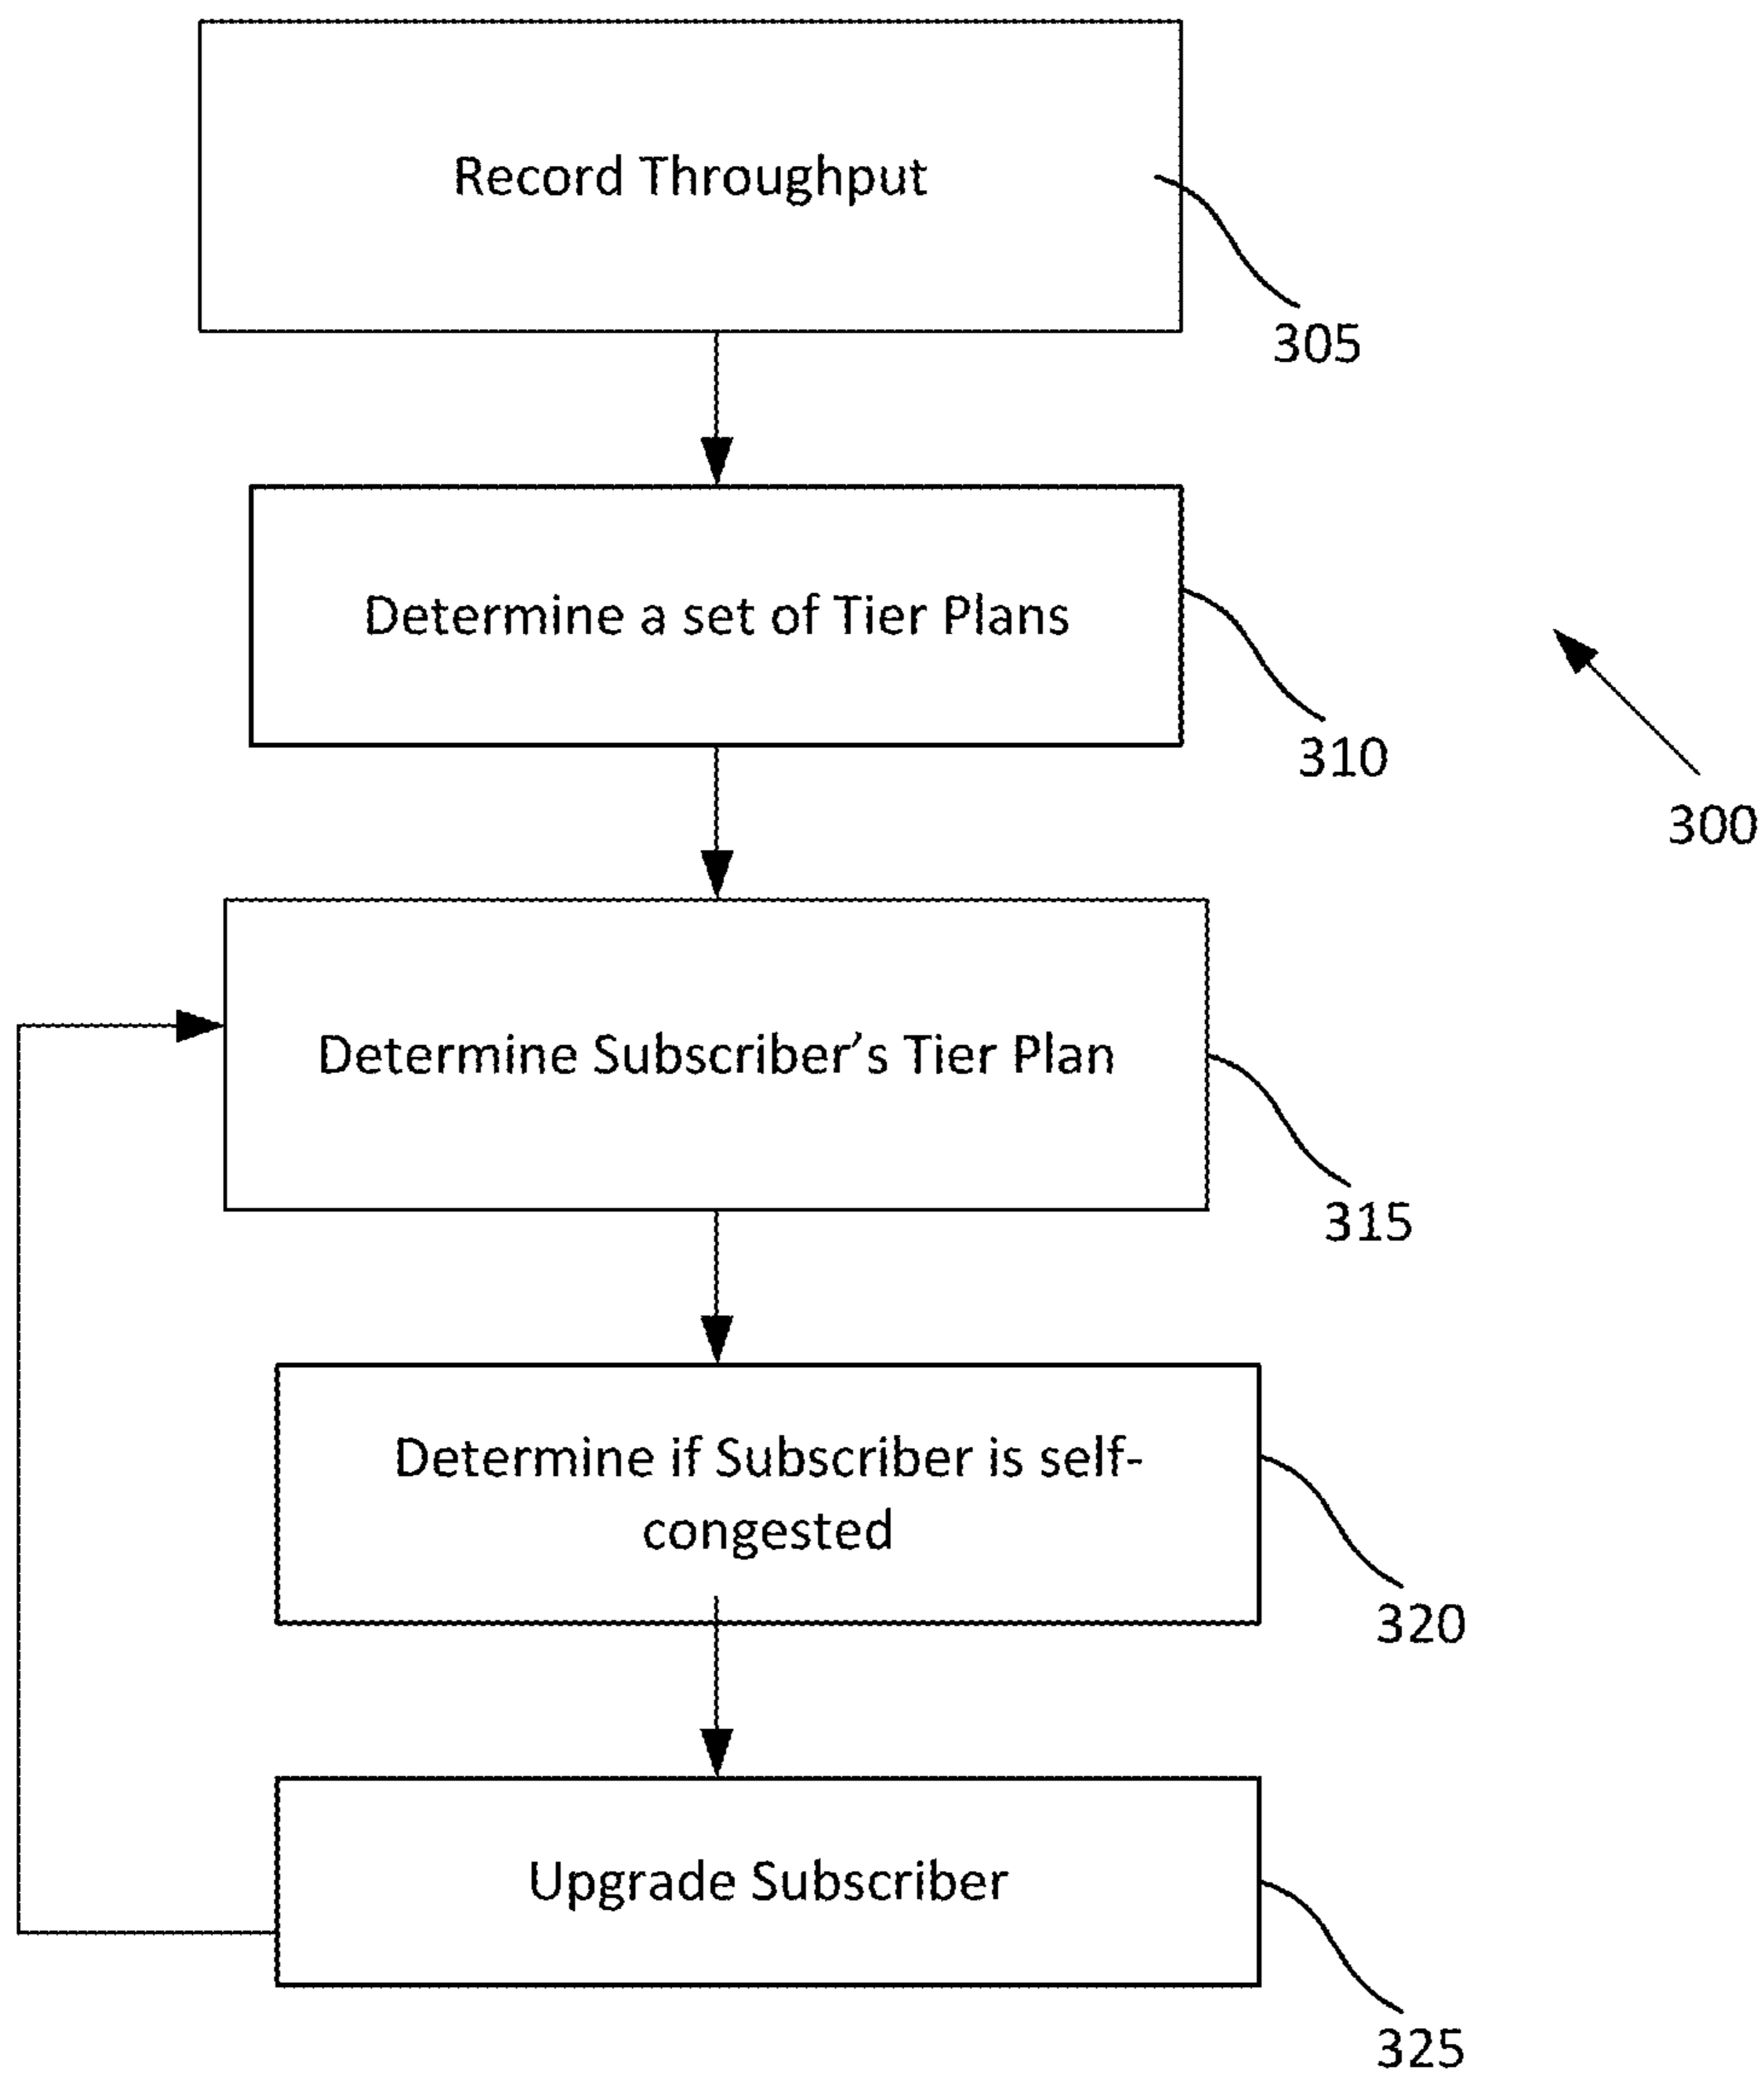 Record Throughput
305
Determine a set of Tier Plans
310
300
Determine Subscriber’s Tier Plan
315
Determine if Subscriber is self-
congested
320
Upgrade Subscriber
325